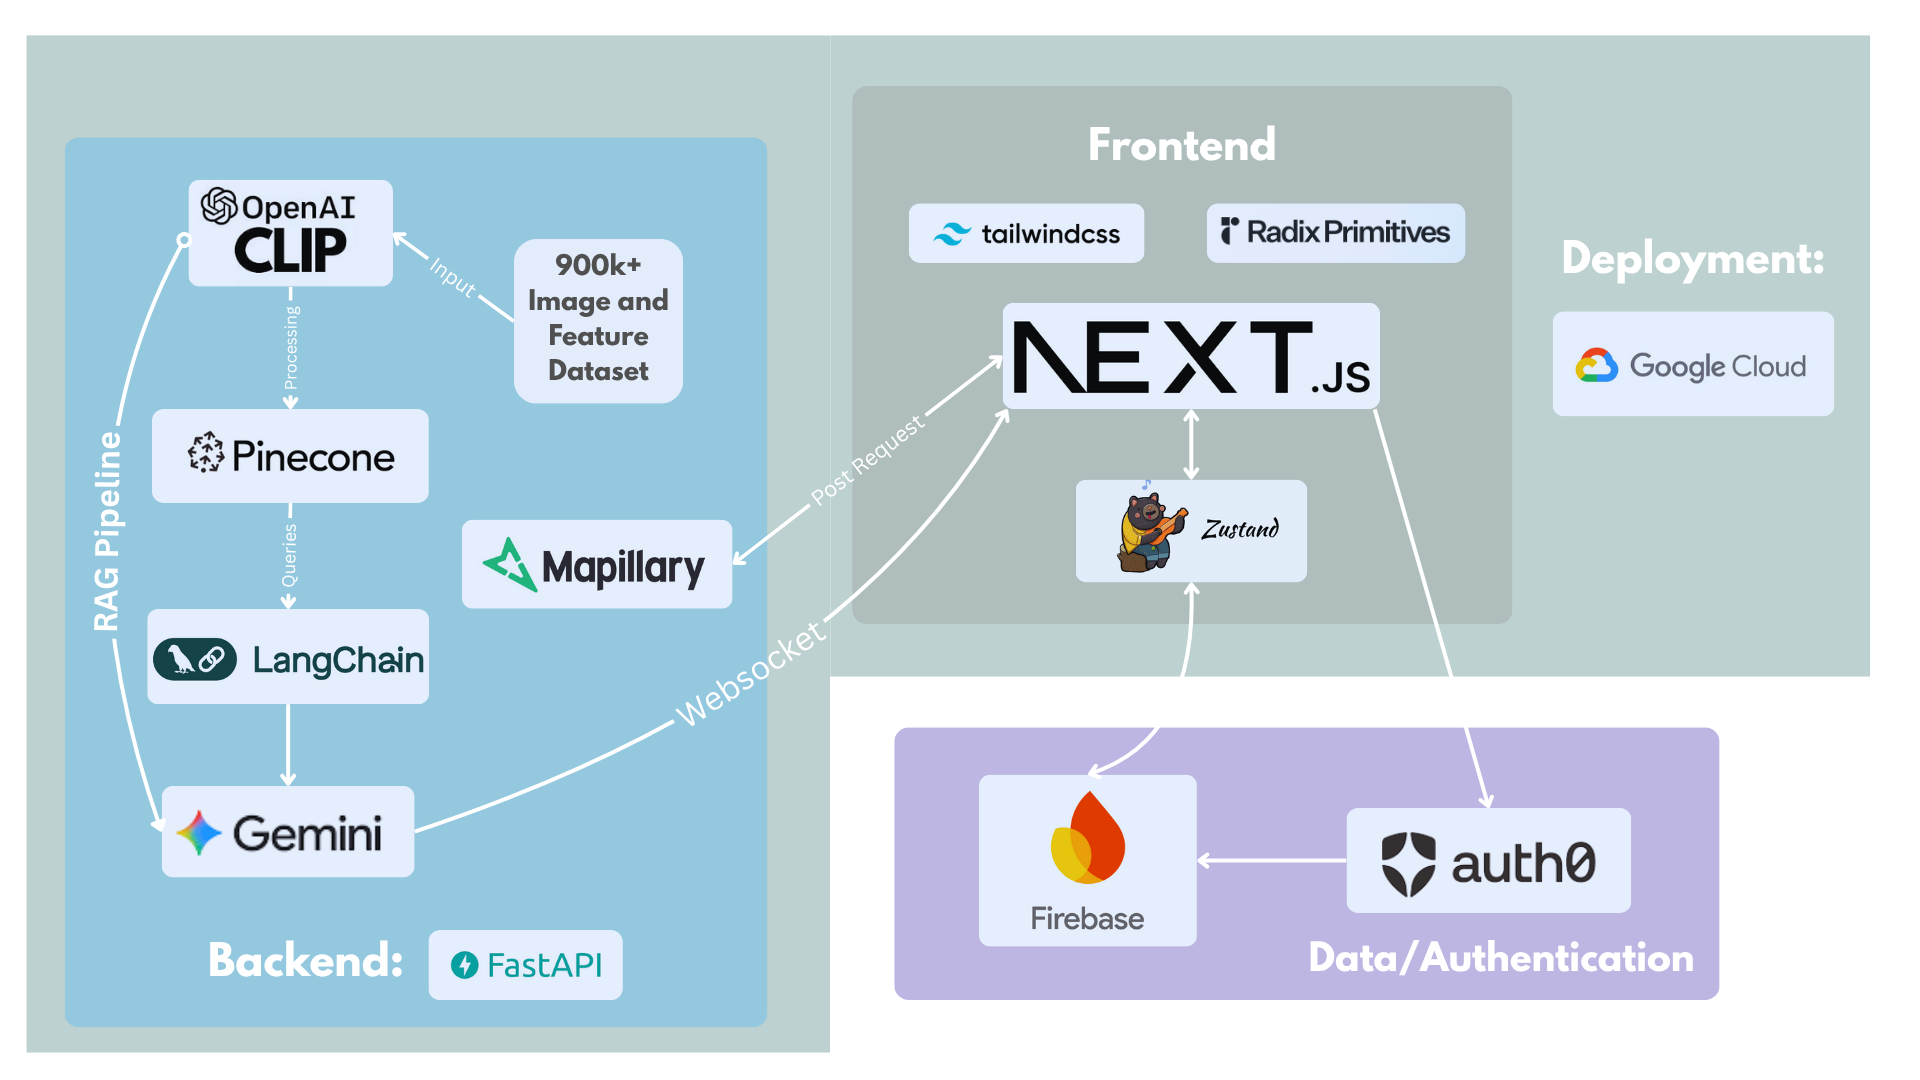 OpenAI
CLIP
Input
900k+
Image and
Feature
Dataset
Processing
RAG Pipeline
Pinecone
Queries
Mapillary
LangChain
Gemini
Backend:
FastAPI
Post Request
Websocket
Frontend
tailwindcss
Radix Primitives
NEXT.JS
Zustand
Deployment:
Google Cloud
Firebase
auth0
Data/Authentication